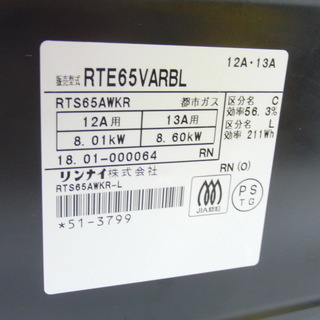 販売型式 RTE65VARBL 12A・13A
RTS65AWKR 都市ガス
12A用 13A用
8.01kW 8.60kW
18.01-000064 RN
区分名 C
効率56.3%
区分名 L
効率 211Wh
リンナイ株式会社
RTS65AWKR-L
*51-3799
RN (O)
JIA認証
PS
TG